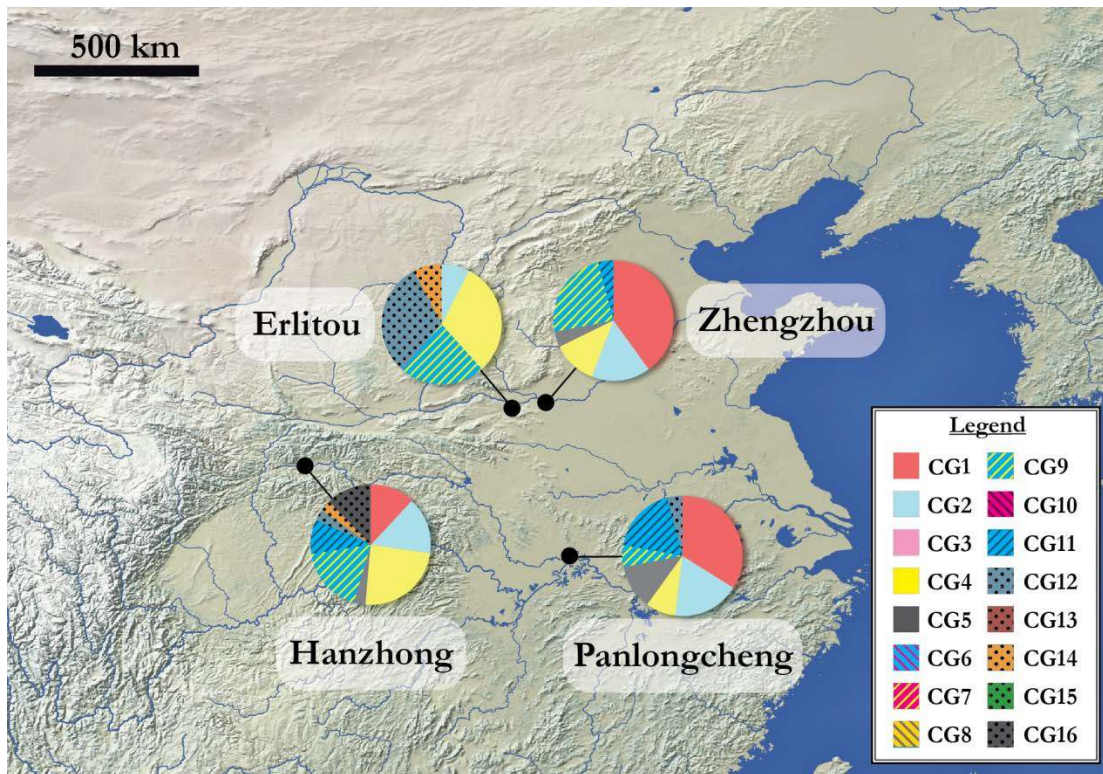 500 km
Erlitou
Zhengzhou
Hanzhong
Panlongcheng
Legend
CG1 CG9
CG2 CG10
CG3 CG11
CG4 CG12
CG5 CG13
CG6 CG14
CG7 CG15
CG8 CG16